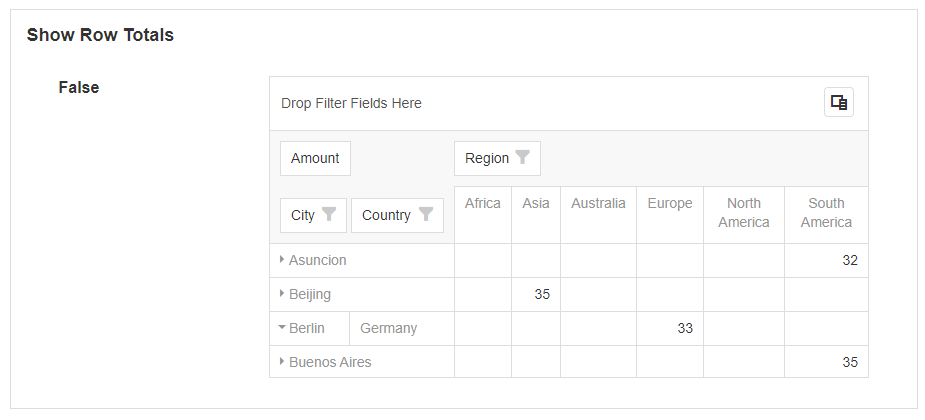 Show Row Totals
False
Drop Filter Fields Here
Amount
Region
City
Country
Africa
Asia
Australia
Europe
North
America
South
America
Asuncion
32
Beijing
35
Berlin
Germany
33
Buenos Aires
35